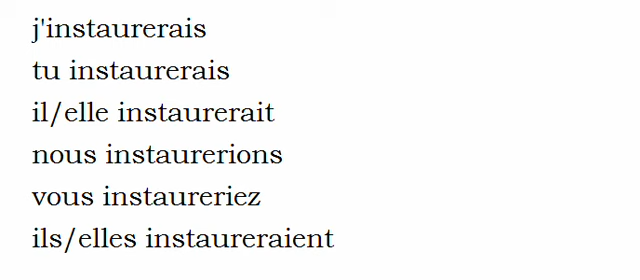 j'instaurerais
tu instaurerais
il/elle instaurerait
nous instaurerions
vous instaureriez
ils/elles instaureraient